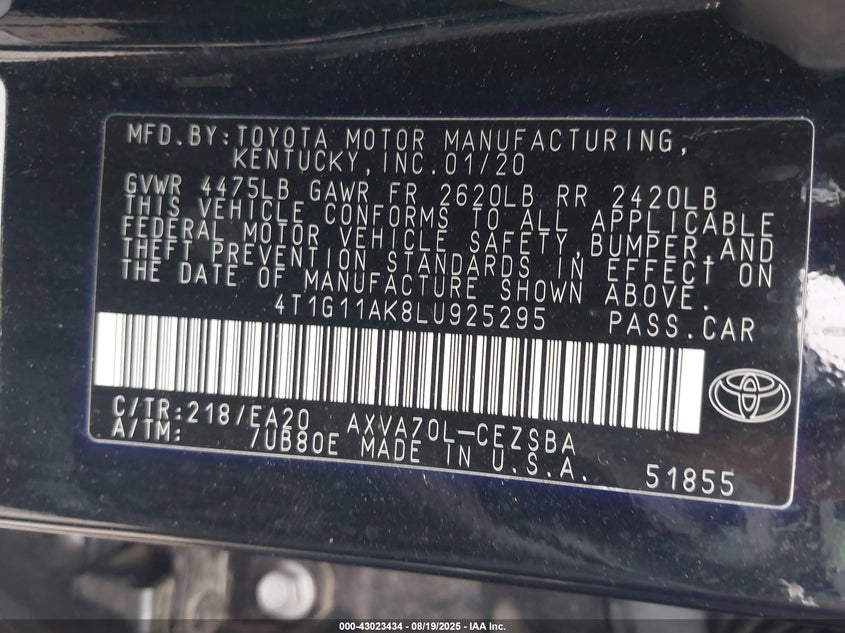 MFD.BY:TOYOTA MOTOR MANUFACTURING,
KENTUCKY,INC.01/20
GVWR 4475LB GAWR FR 2620LB RR 2420LB
THIS VEHICLE CONFORMS TO ALL APPLICABLE
FEDERAL MOTOR VEHICLE SAFETY,BUMPER,AND
THEFT PREVENTION STANDARDS IN EFFECT ON
THE DATE OF MANUFACTURE SHOWN ABOVE.
4T1G11AK8LU925295 PASS.CAR
C/TR:218/EA20 AXVA70L-CEZSBA
A/TM: /UB80E MADE IN U.S.A.
51855
000-43023434 - 08/19/2025 - IAA Inc.